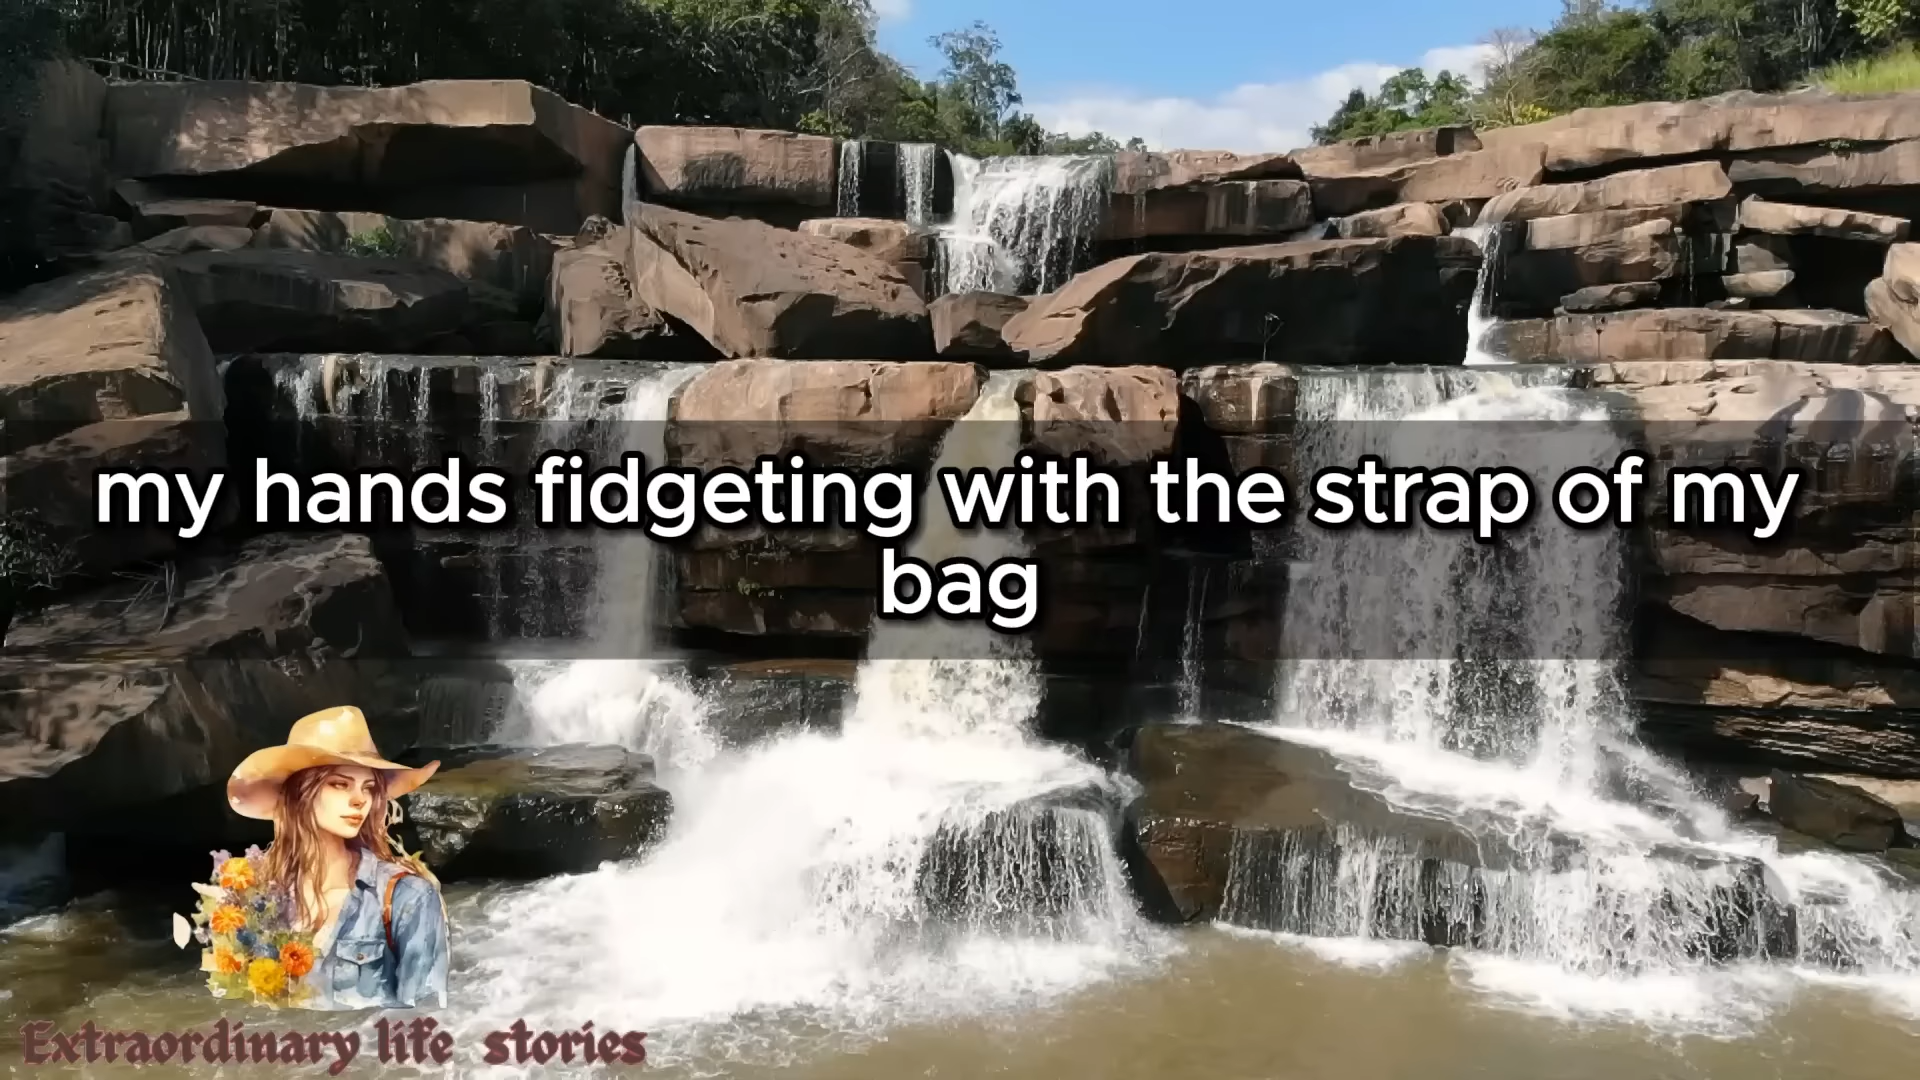 my hands fidgeting with the strap of my
bag
Extraordinary life stories